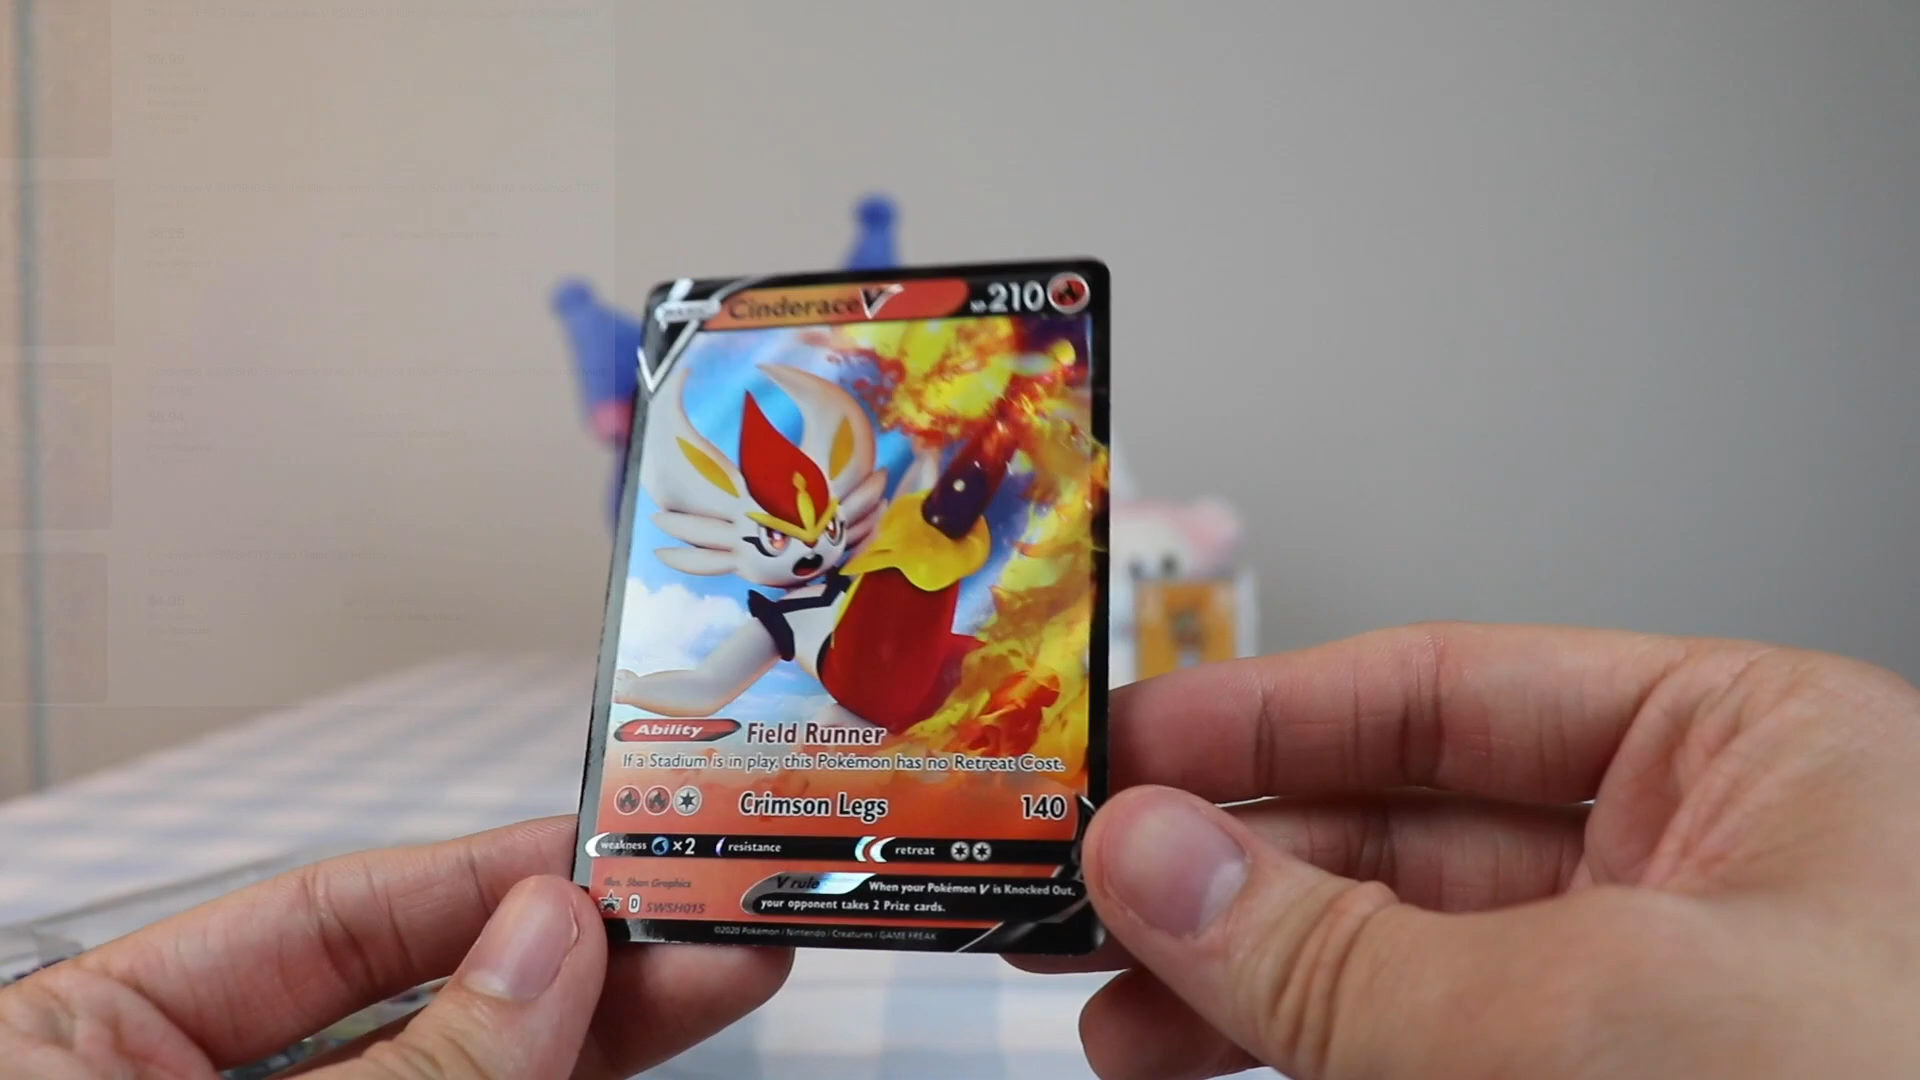 Cinderace V
HP 210
Ability Field Runner
If a Stadium is in play, this Pokémon has no Retreat Cost.
Crimson Legs 140
weakness ×2 resistance retreat
Illus. 5ban Graphics
V rule When your Pokémon V is Knocked Out,
your opponent takes 2 Prize cards.
D SWSH015
©2020 Pokémon / Nintendo / Creatures / GAME FREAK